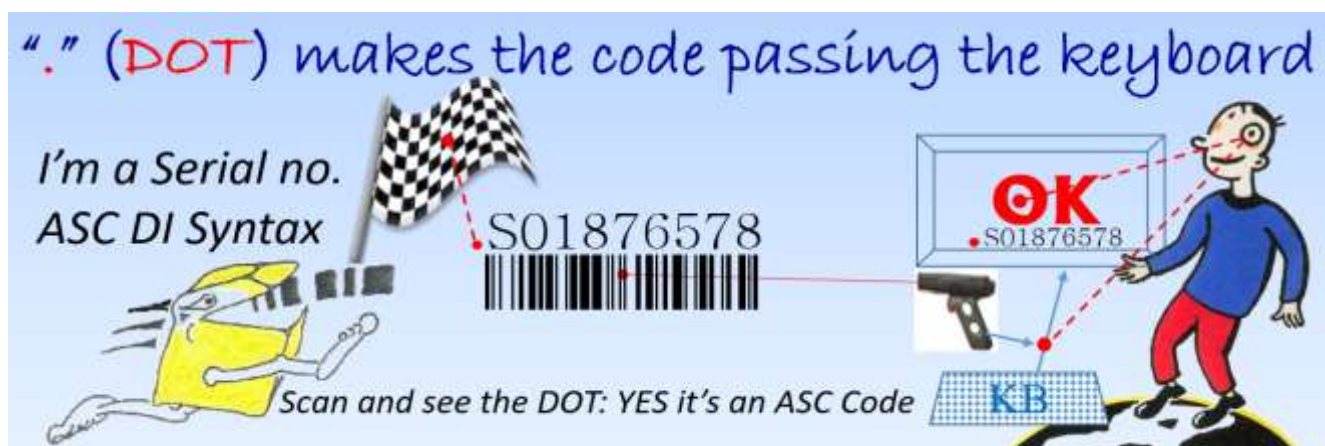 "." (DOT) makes the code passing the keyboard
I'm a Serial no.
ASC DI Syntax
.S01876578
OK
.S01876578
Scan and see the DOT: YES it's an ASC Code
KB